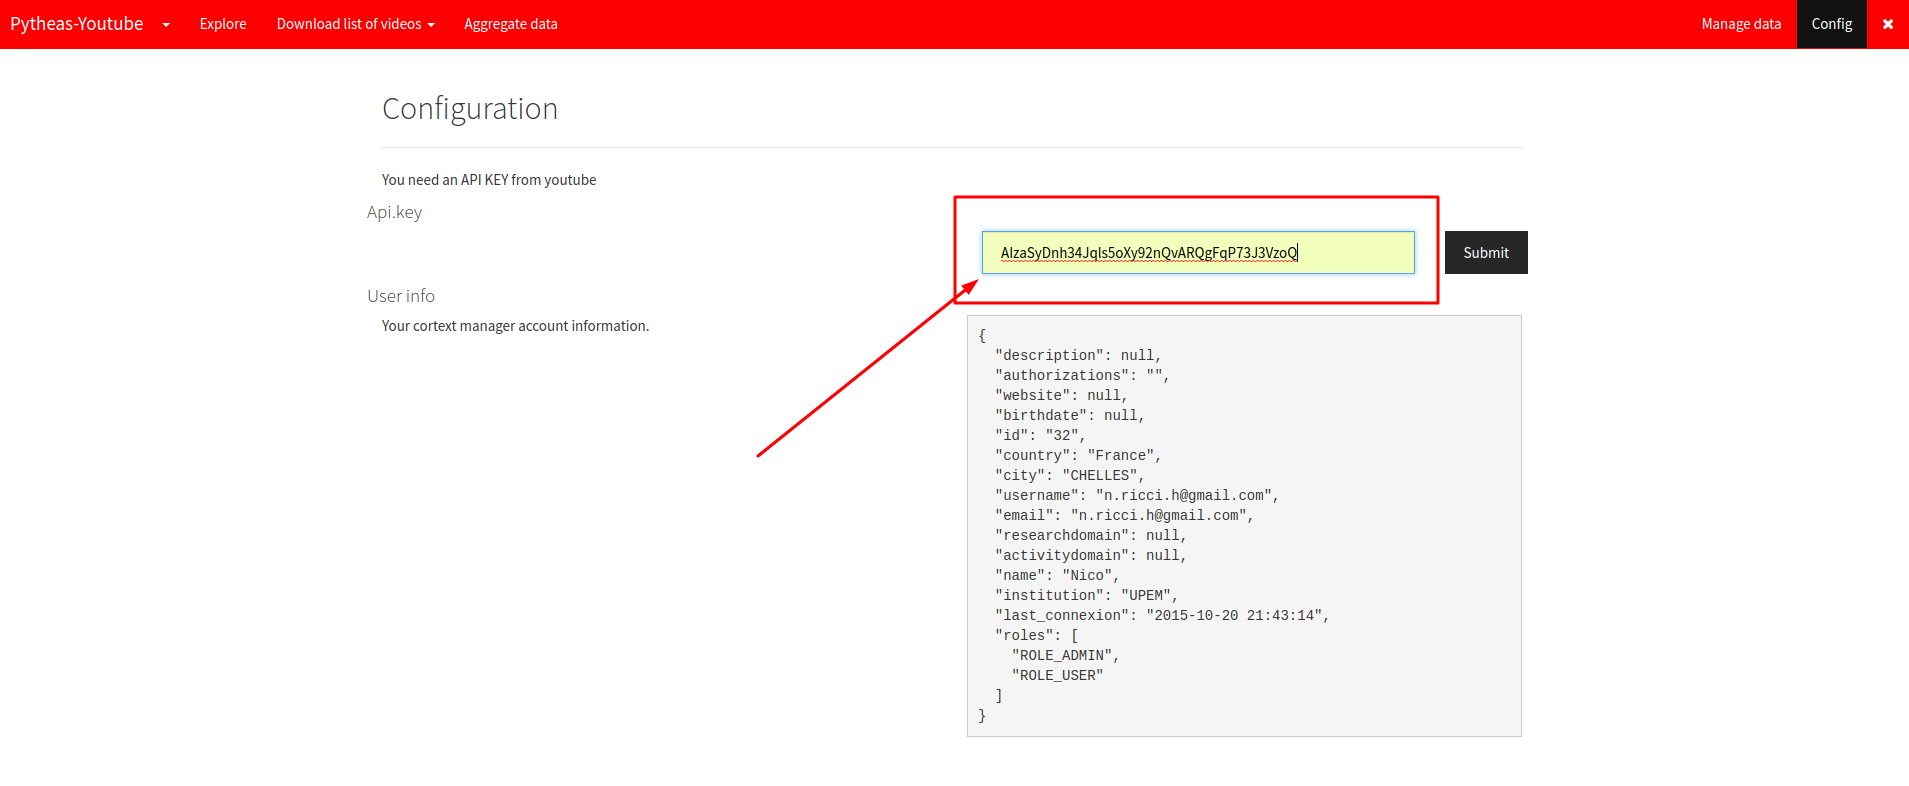 Pytheas-Youtube Explore Download list of videos Aggregate data Manage data Config ✖
Configuration
You need an API KEY from youtube
Api.key
AIzaSyDnh34Jqls5oXy92nQvARQgFqP73J3VzoQ Submit
User info
Your cortext manager account information.
{
  "description": null,
  "authorizations": "",
  "website": null,
  "birthdate": null,
  "id": "32",
  "country": "France",
  "city": "CHELLES",
  "username": "n.ricci.h@gmail.com",
  "email": "n.ricci.h@gmail.com",
  "researchdomain": null,
  "activitydomain": null,
  "name": "Nico",
  "institution": "UPEM",
  "last_connexion": "2015-10-20 21:43:14",
  "roles": [
    "ROLE_ADMIN",
    "ROLE_USER"
  ]
}